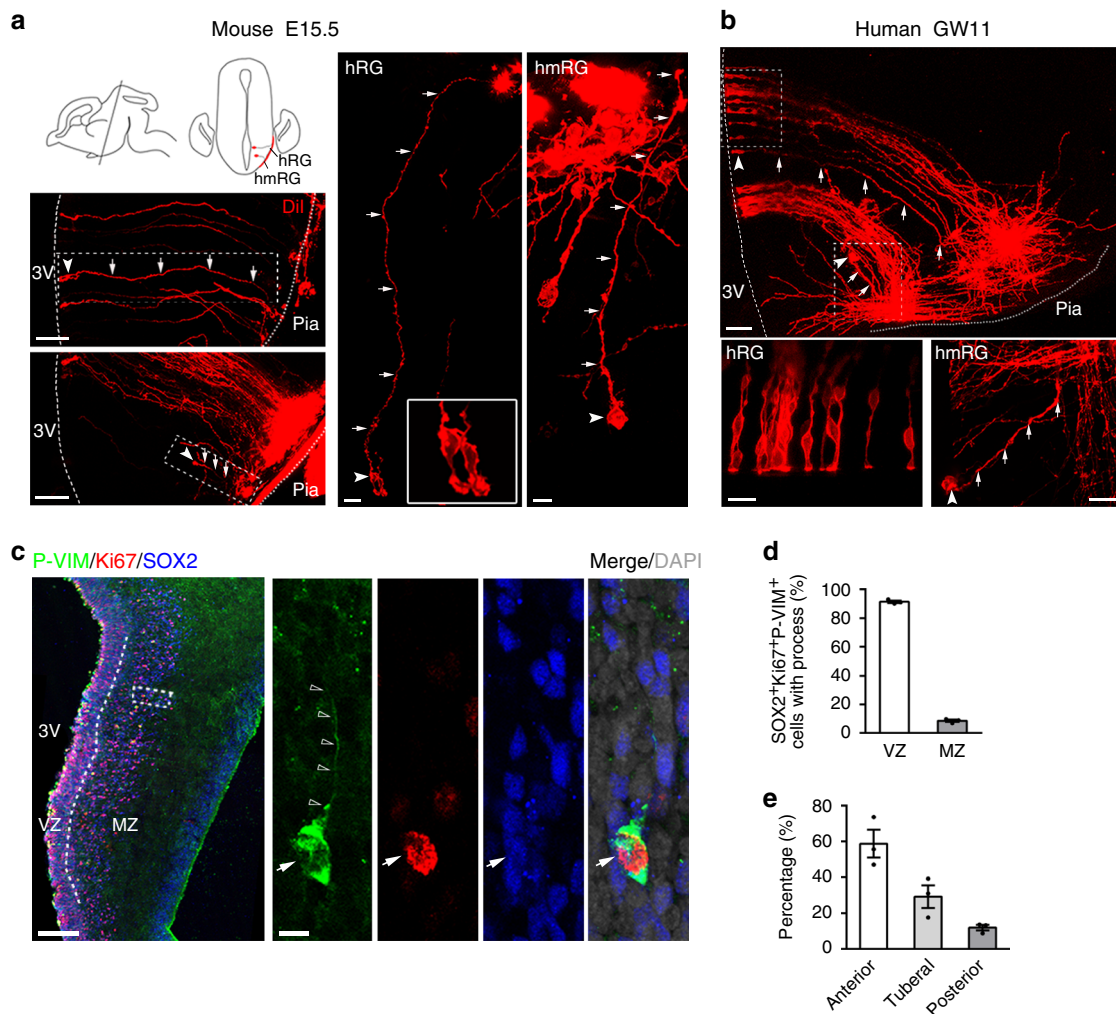 a
Mouse E15.5
hRG
hmRG
DiI
3V
Pia
3V
Pia
hRG
hmRG
b
Human GW11
3V
Pia
hRG
hmRG
c
P-VIM/Ki67/SOX2
Merge/DAPI
3V
VZ
MZ
d
SOX2+Ki67+P-VIM+
cells with process (%)
100
80
60
40
20
0
VZ
MZ
e
Percentage (%)
80
60
40
20
0
Anterior
Tuberal
Posterior